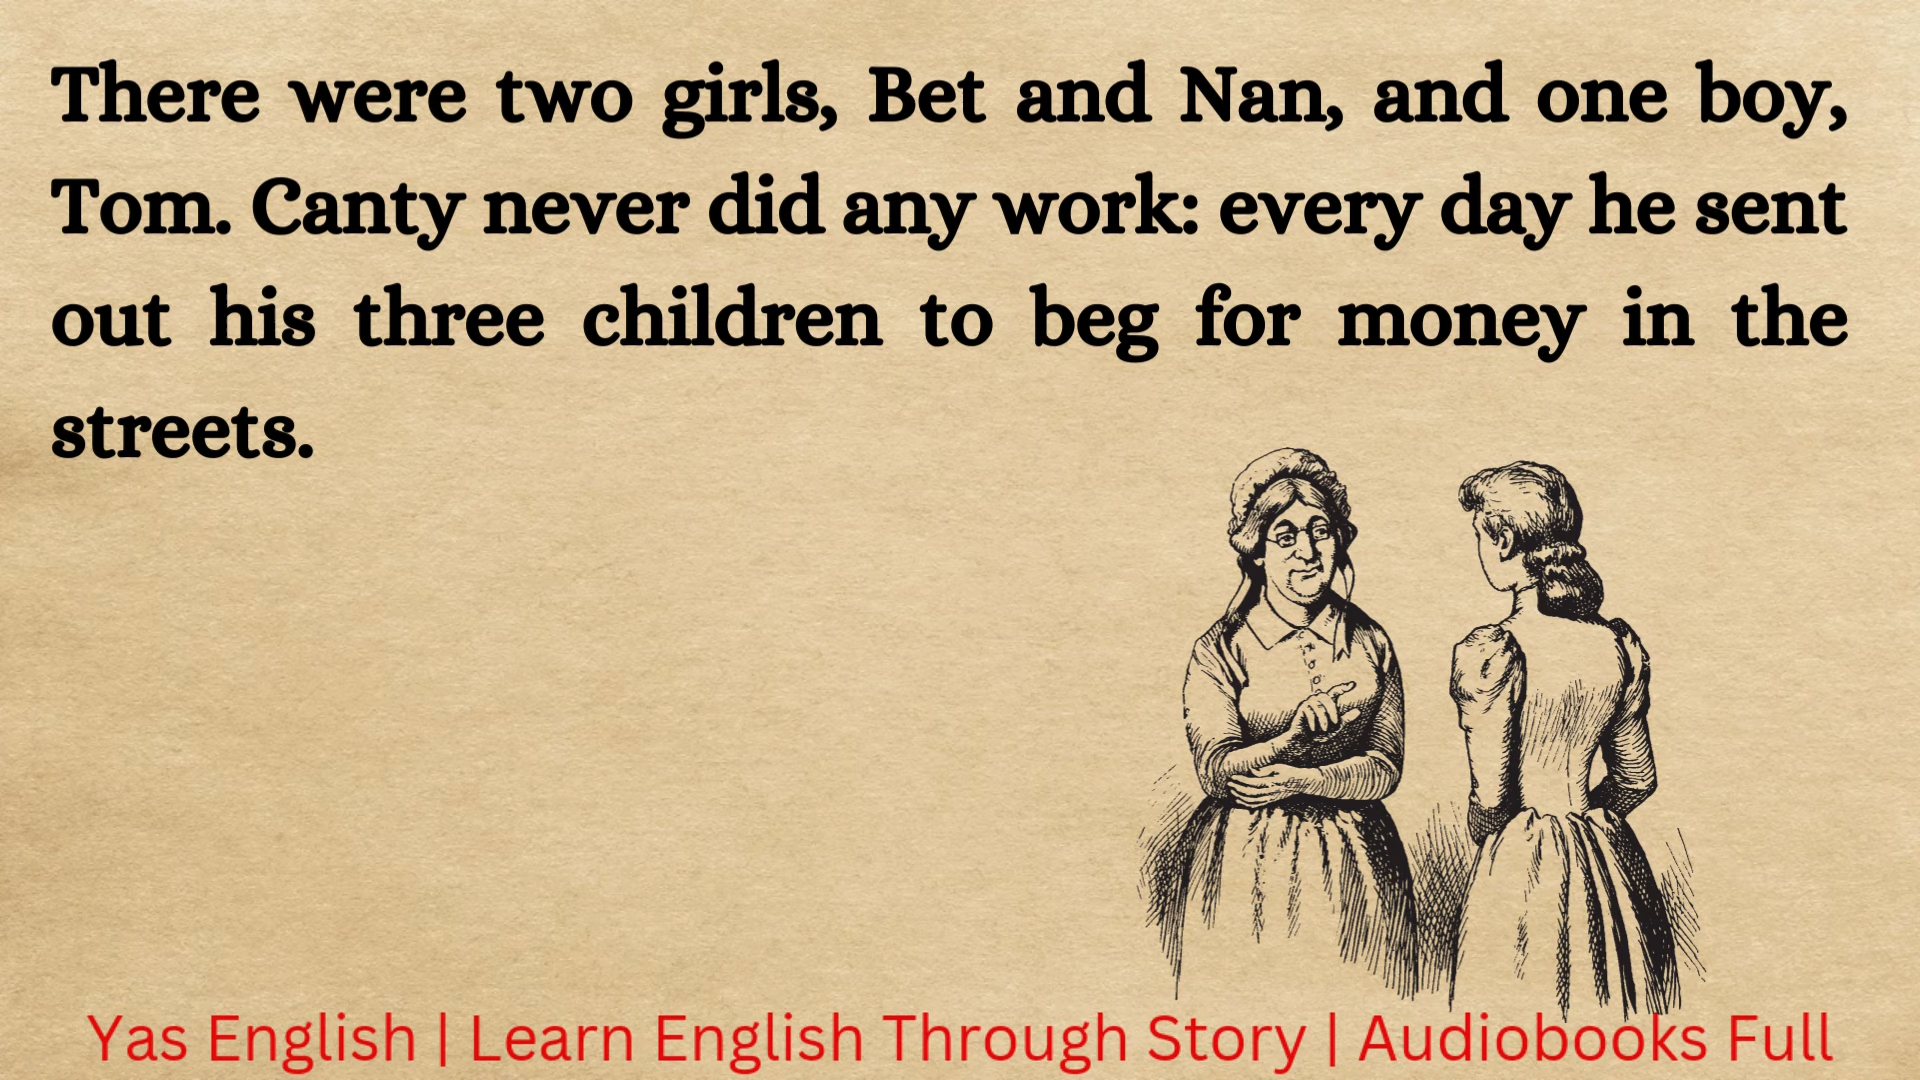 There were two girls, Bet and Nan, and one boy,
Tom. Canty never did any work: every day he sent
out his three children to beg for money in the
streets.
Yas English | Learn English Through Story | Audiobooks Full